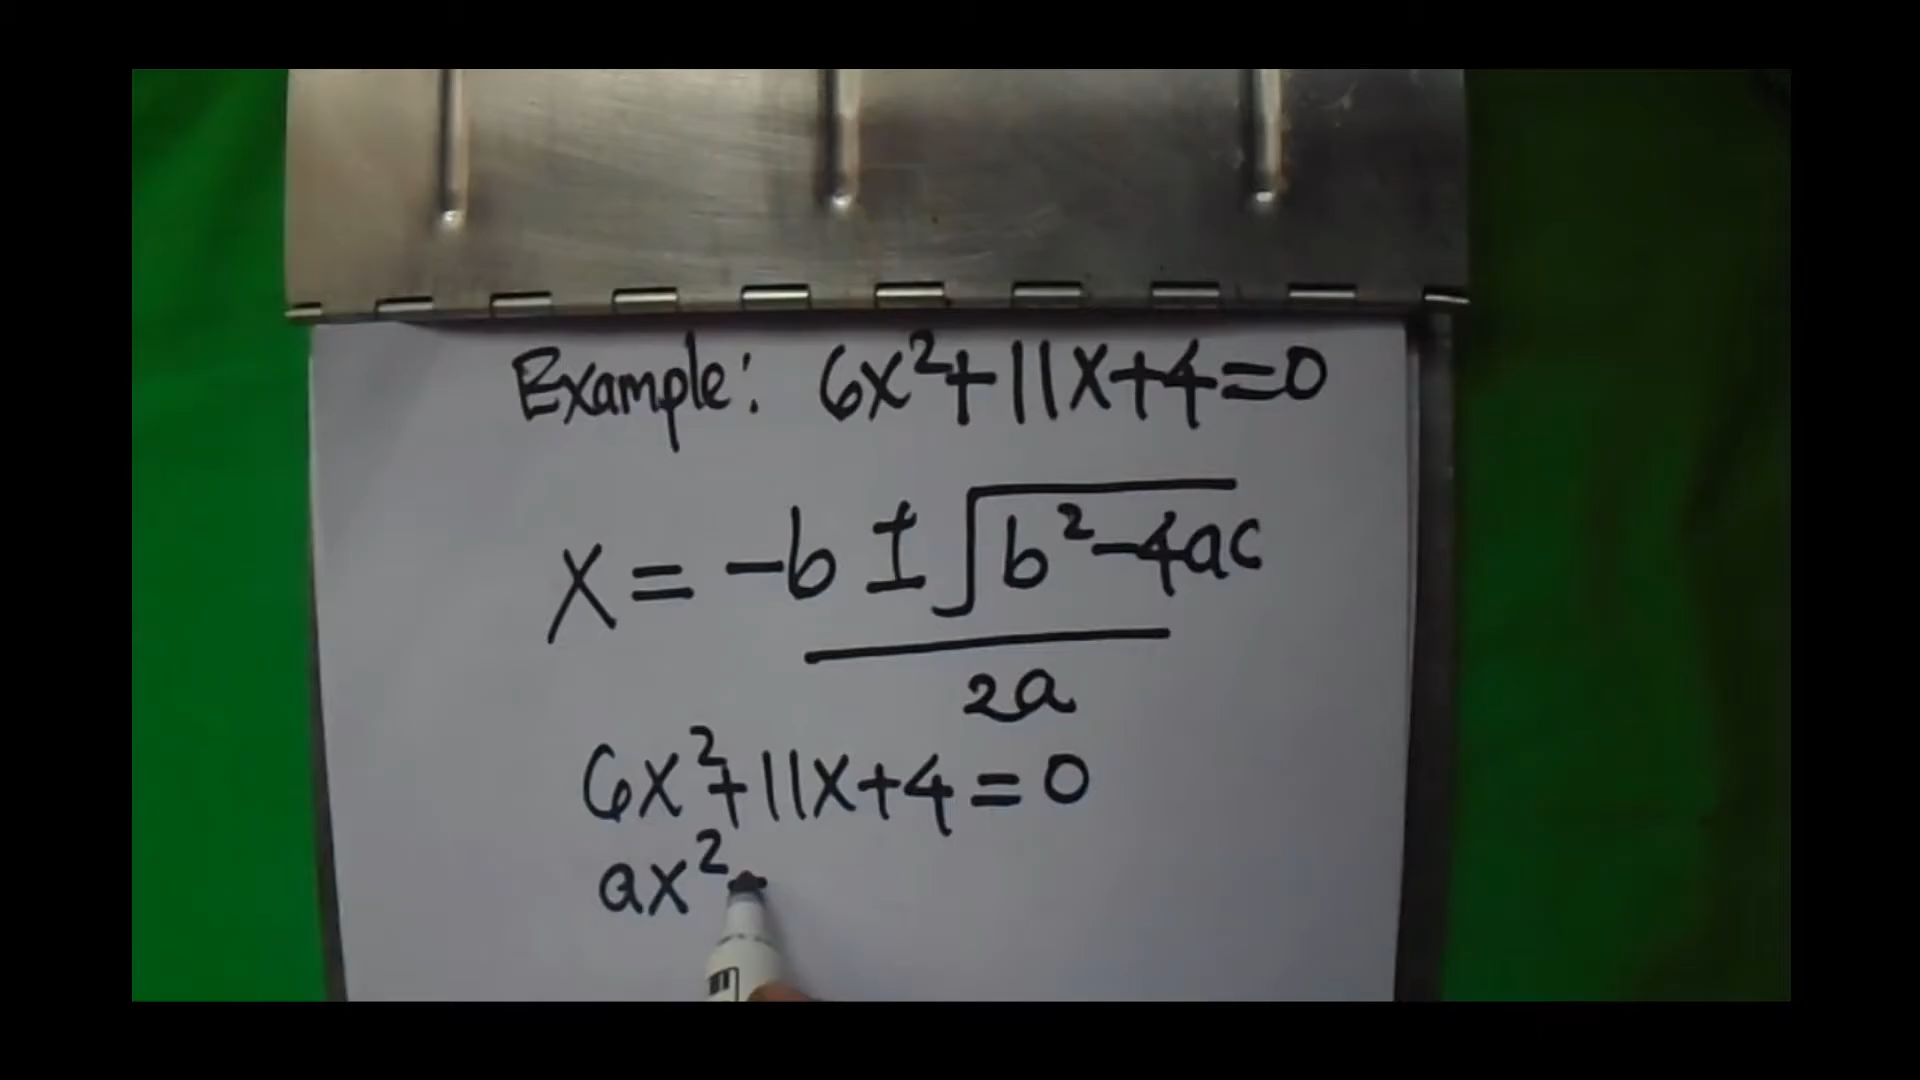 Example: 6x²+11x+4=0
x = -b ± √b²-4ac
2a
6x²+11x+4=0
ax²